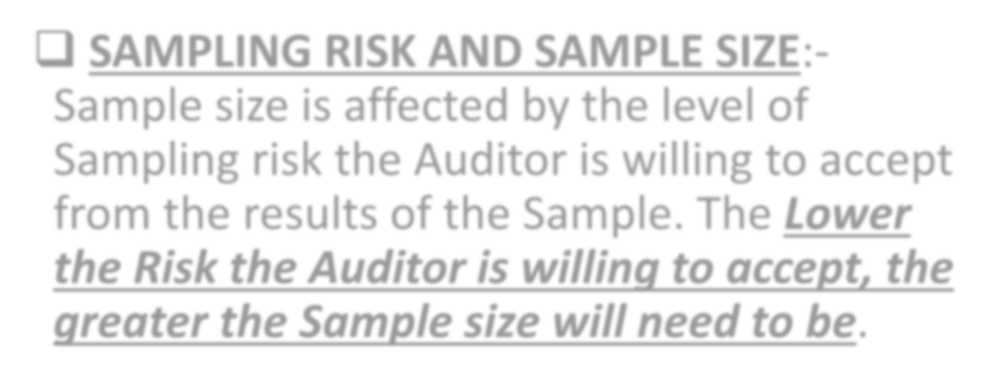 ❑ SAMPLING RISK AND SAMPLE SIZE:-
Sample size is affected by the level of
Sampling risk the Auditor is willing to accept
from the results of the Sample. The Lower
the Risk the Auditor is willing to accept, the
greater the Sample size will need to be.